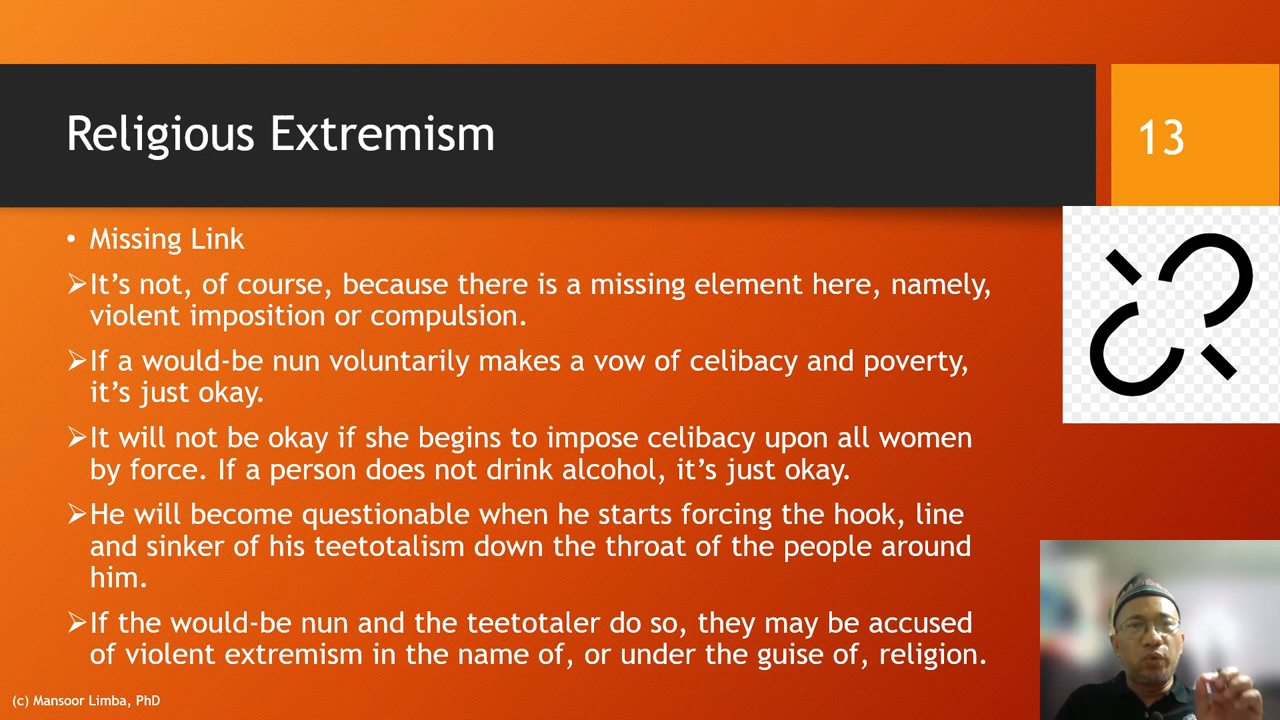 Religious Extremism
13
• Missing Link
➢It’s not, of course, because there is a missing element here, namely,
violent imposition or compulsion.
➢If a would-be nun voluntarily makes a vow of celibacy and poverty,
it’s just okay.
➢It will not be okay if she begins to impose celibacy upon all women
by force. If a person does not drink alcohol, it’s just okay.
➢He will become questionable when he starts forcing the hook, line
and sinker of his teetotalism down the throat of the people around
him.
➢If the would-be nun and the teetotaler do so, they may be accused
of violent extremism in the name of, or under the guise of, religion.
(c) Mansoor Limba, PhD